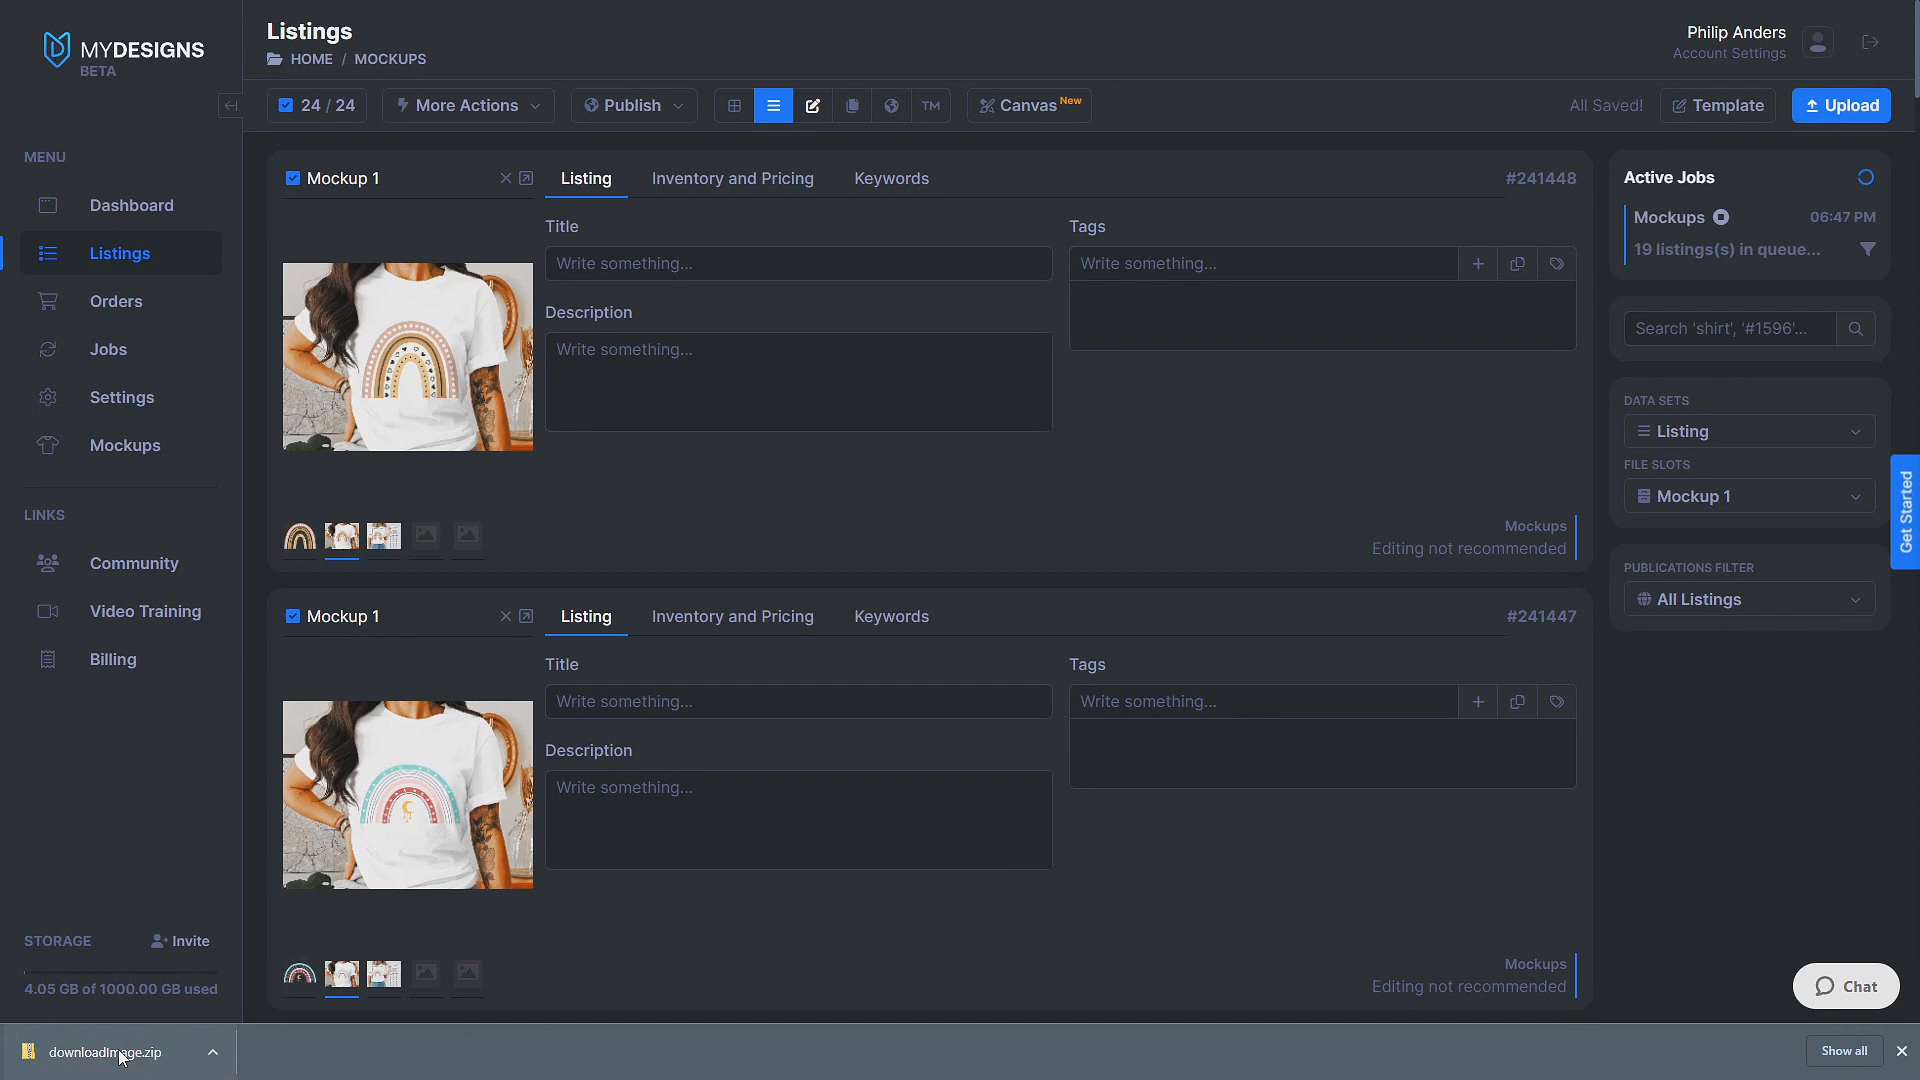 MYDESIGNS
BETA
Listings
HOME / MOCKUPS
Philip Anders
Account Settings
24 / 24
More Actions
Publish
TM
Canvas New
All Saved!
Template
Upload
MENU
Dashboard
Listings
Orders
Jobs
Settings
Mockups
LINKS
Community
Video Training
Billing
STORAGE
Invite
4.05 GB of 1000.00 GB used
Mockup 1
Listing
Inventory and Pricing
Keywords
#241448
Title
Write something...
Description
Write something...
Tags
Write something...
Mockups
Editing not recommended
Mockup 1
Listing
Inventory and Pricing
Keywords
#241447
Title
Write something...
Description
Write something...
Tags
Write something...
Mockups
Editing not recommended
Active Jobs
Mockups
06:47 PM
19 listings(s) in queue...
Search 'shirt', '#1596'...
DATA SETS
Listing
FILE SLOTS
Mockup 1
PUBLICATIONS FILTER
All Listings
Get Started
Chat
downloadImage.zip
Show all